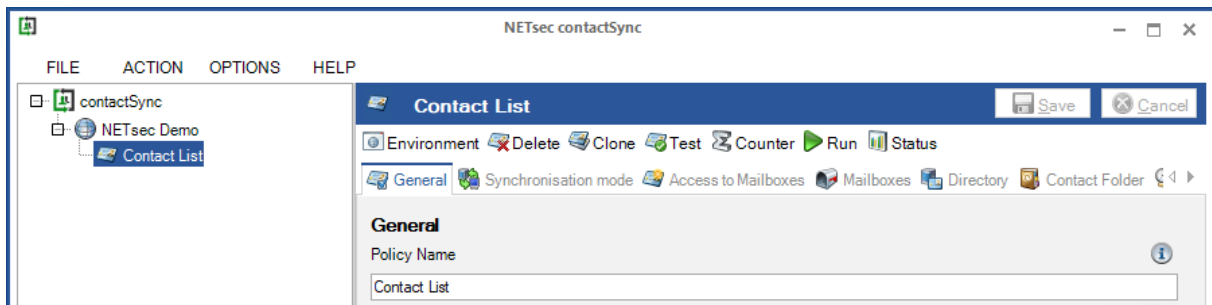 NETsec contactSync
FILE ACTION OPTIONS HELP
contactSync
NETsec Demo
Contact List
Contact List Save Cancel
Environment Delete Clone Test Counter Run Status
General Synchronisation mode Access to Mailboxes Mailboxes Directory Contact Folder
General
Policy Name
Contact List